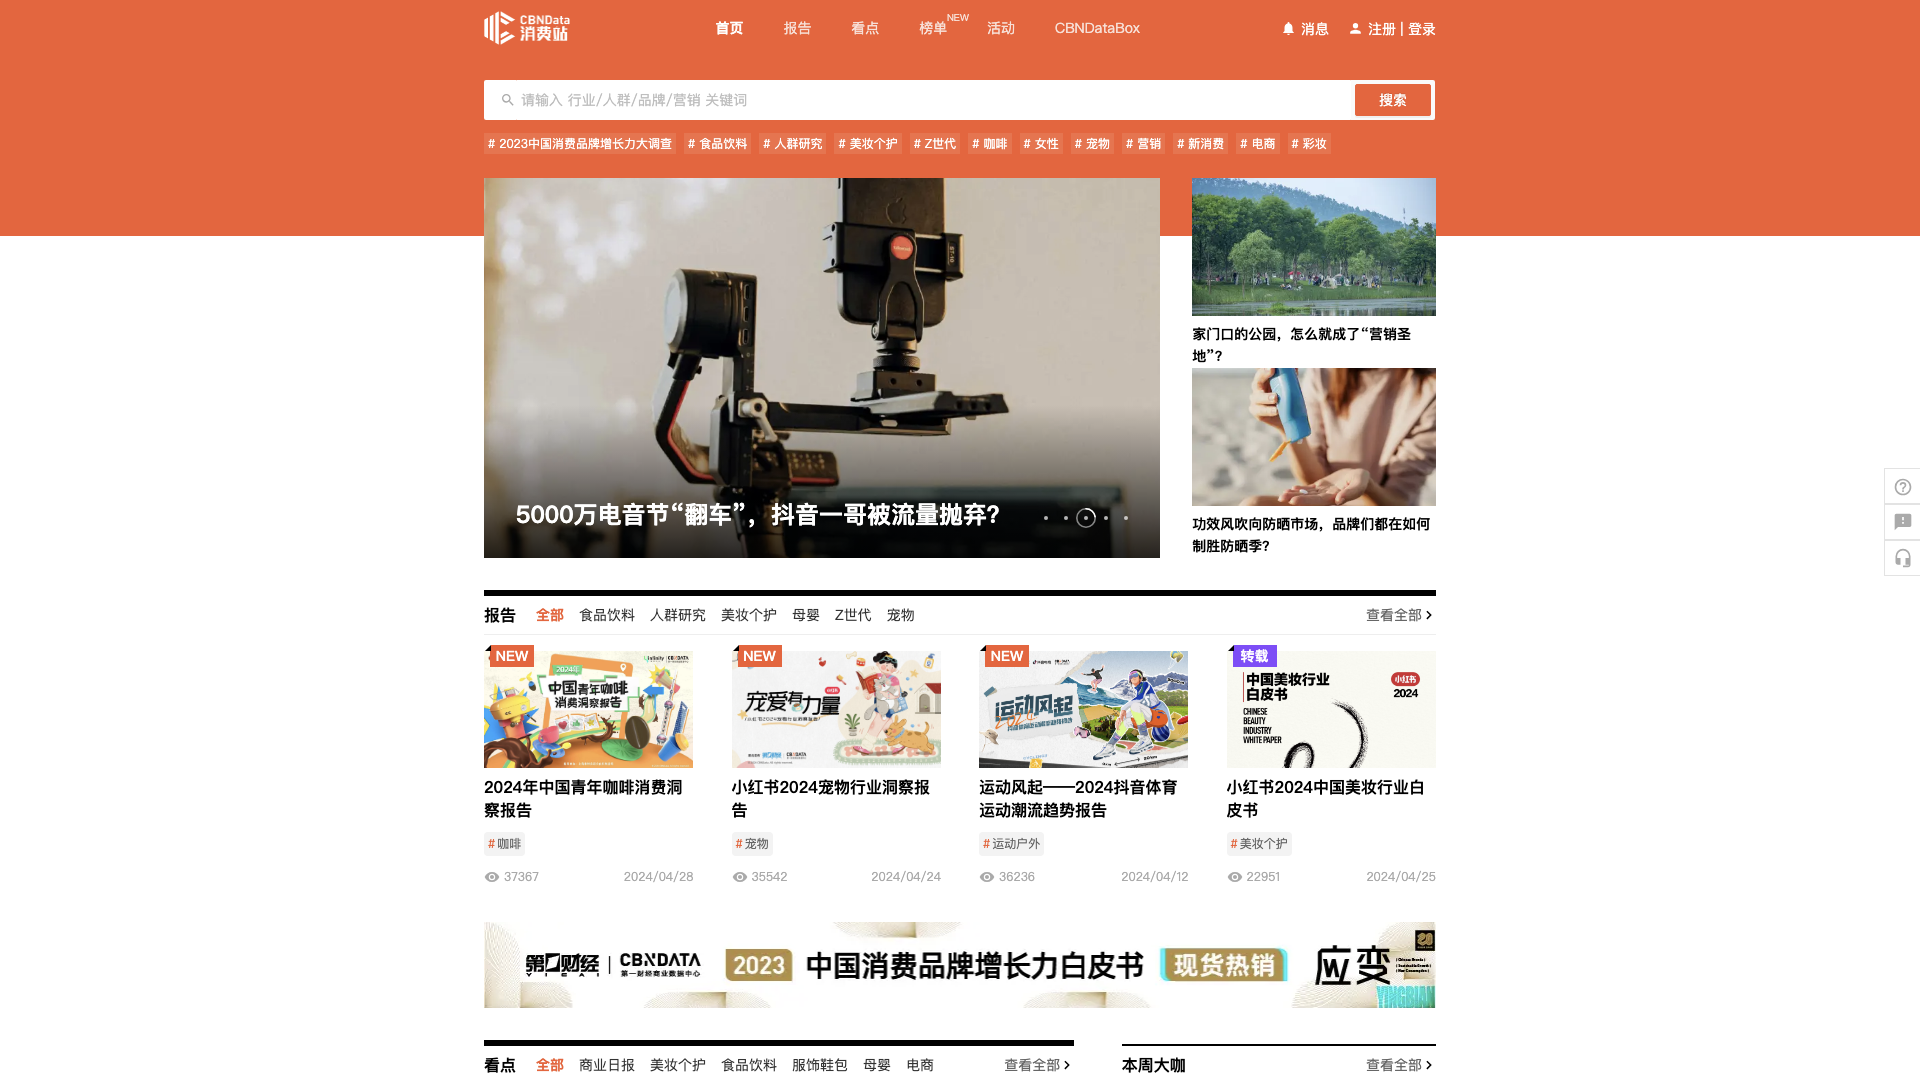 CBNData
消费站
首页
报告
看点
榜单
NEW
活动
CBNDataBox
消息
注册 | 登录
请输入 行业/人群/品牌/营销 关键词
搜索
# 2023中国消费品牌增长力大调查
# 食品饮料
# 人群研究
# 美妆个护
# Z世代
# 咖啡
# 女性
# 宠物
# 营销
# 新消费
# 电商
# 彩妆
5000万电音节“翻车”，抖音一哥被流量抛弃？
家门口的公园，怎么就成了“营销圣
地”？
功效风吹向防晒市场，品牌们都在如何
制胜防晒季？
报告
全部
食品饮料
人群研究
美妆个护
母婴
Z世代
宠物
查看全部
NEW
2024年
中国青年咖啡
消费洞察报告
2024年中国青年咖啡消费洞
察报告
#咖啡
37367
2024/04/28
NEW
宠爱有力量
小红书2024宠物行业洞察报
告
#宠物
35542
2024/04/24
NEW
运动风起
运动风起——2024抖音体育
运动潮流趋势报告
#运动户外
36236
2024/04/12
转载
中国美妆行业
白皮书
小红书
2024
CHINESE
BEAUTY
INDUSTRY
WHITE PAPER
小红书2024中国美妆行业白
皮书
#美妆个护
22951
2024/04/25
第一财经 | CBNDATA
第一财经商业数据中心
2023
中国消费品牌增长力白皮书
现货热销
应变
YINGBIAN
看点
全部
商业日报
美妆个护
食品饮料
服饰鞋包
母婴
电商
查看全部
本周大咖
查看全部